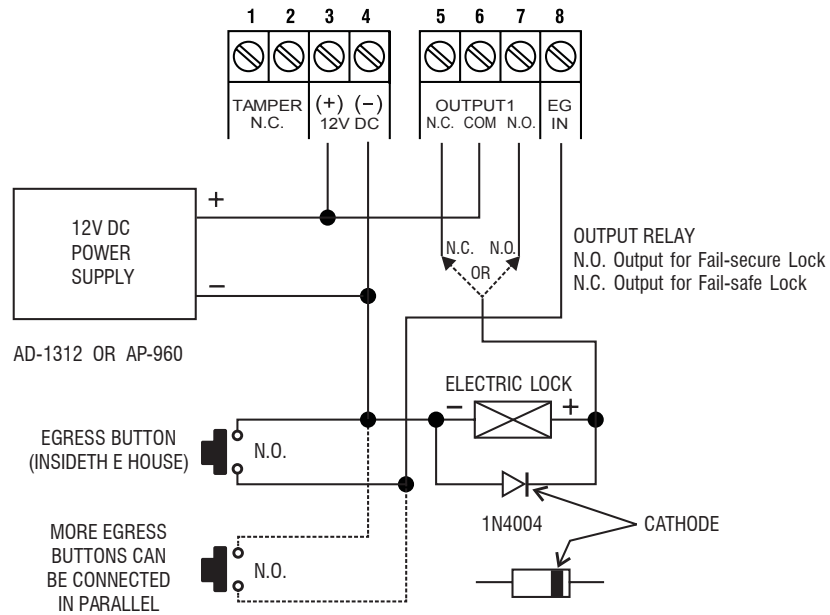 1 2 3 4 5 6 7 8
TAMPER
N.C.
(+) (−)
12V DC
OUTPUT1
N.C. COM N.O.
EG
IN
+
12V DC
POWER
SUPPLY
−
AD-1312 OR AP-960
N.C. N.O.
OR
OUTPUT RELAY
N.O. Output for Fail-secure Lock
N.C. Output for Fail-safe Lock
ELECTRIC LOCK
− +
EGRESS BUTTON
(INSIDETH E HOUSE)
N.O.
1N4004
CATHODE
MORE EGRESS
BUTTONS CAN
BE CONNECTED
IN PARALLEL
N.O.